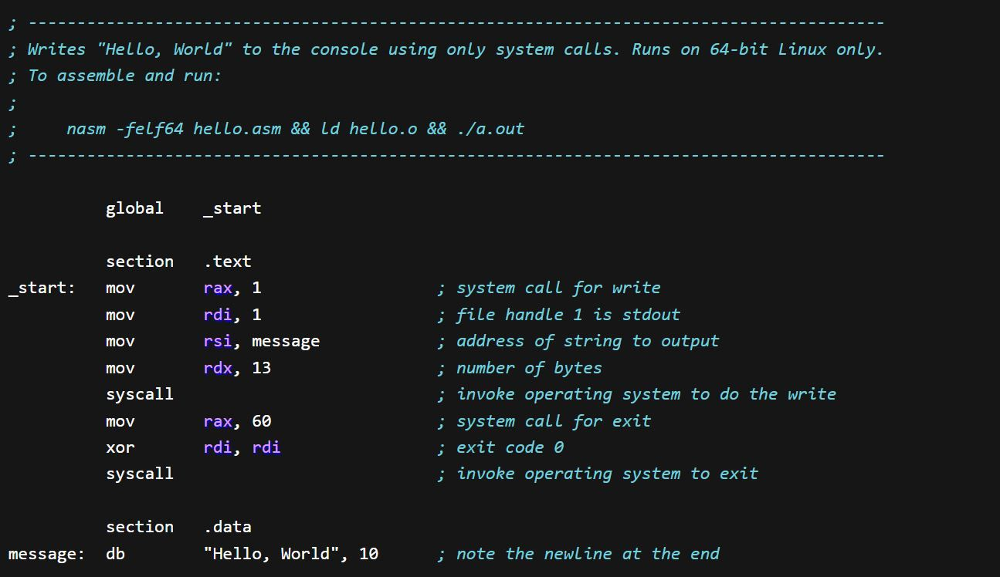 ; ----------------------------------------------------------------------------------------
; Writes "Hello, World" to the console using only system calls. Runs on 64-bit Linux only.
; To assemble and run:
;
;     nasm -felf64 hello.asm && ld hello.o && ./a.out
; ----------------------------------------------------------------------------------------

          global    _start

          section   .text
_start:   mov       rax, 1                  ; system call for write
          mov       rdi, 1                  ; file handle 1 is stdout
          mov       rsi, message            ; address of string to output
          mov       rdx, 13                 ; number of bytes
          syscall                           ; invoke operating system to do the write
          mov       rax, 60                 ; system call for exit
          xor       rdi, rdi                ; exit code 0
          syscall                           ; invoke operating system to exit

          section   .data
message:  db        "Hello, World", 10      ; note the newline at the end